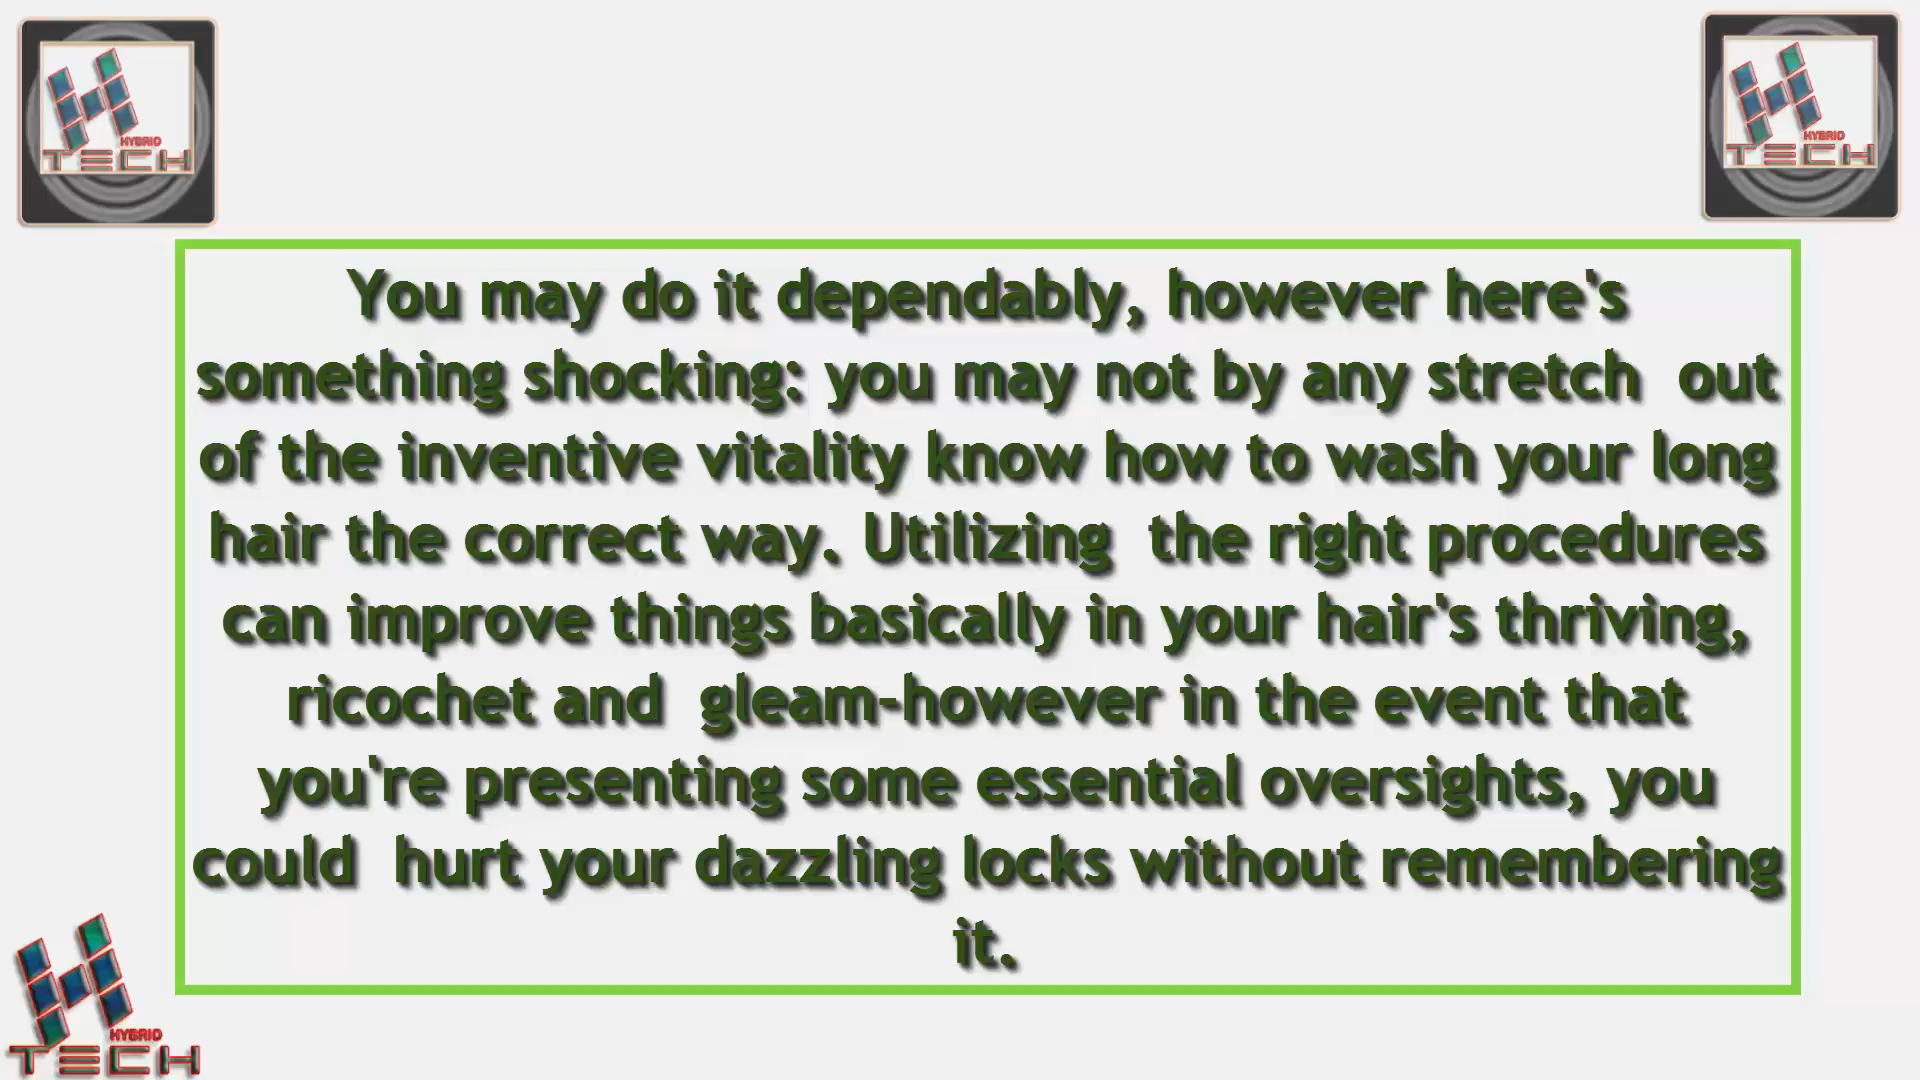 HYBRID
TECH
HYBRID
TECH
You may do it dependably, however here's
something shocking: you may not by any stretch out
of the inventive vitality know how to wash your long
hair the correct way. Utilizing the right procedures
can improve things basically in your hair's thriving,
ricochet and gleam-however in the event that
you're presenting some essential oversights, you
could hurt your dazzling locks without remembering
it.
HYBRID
TECH